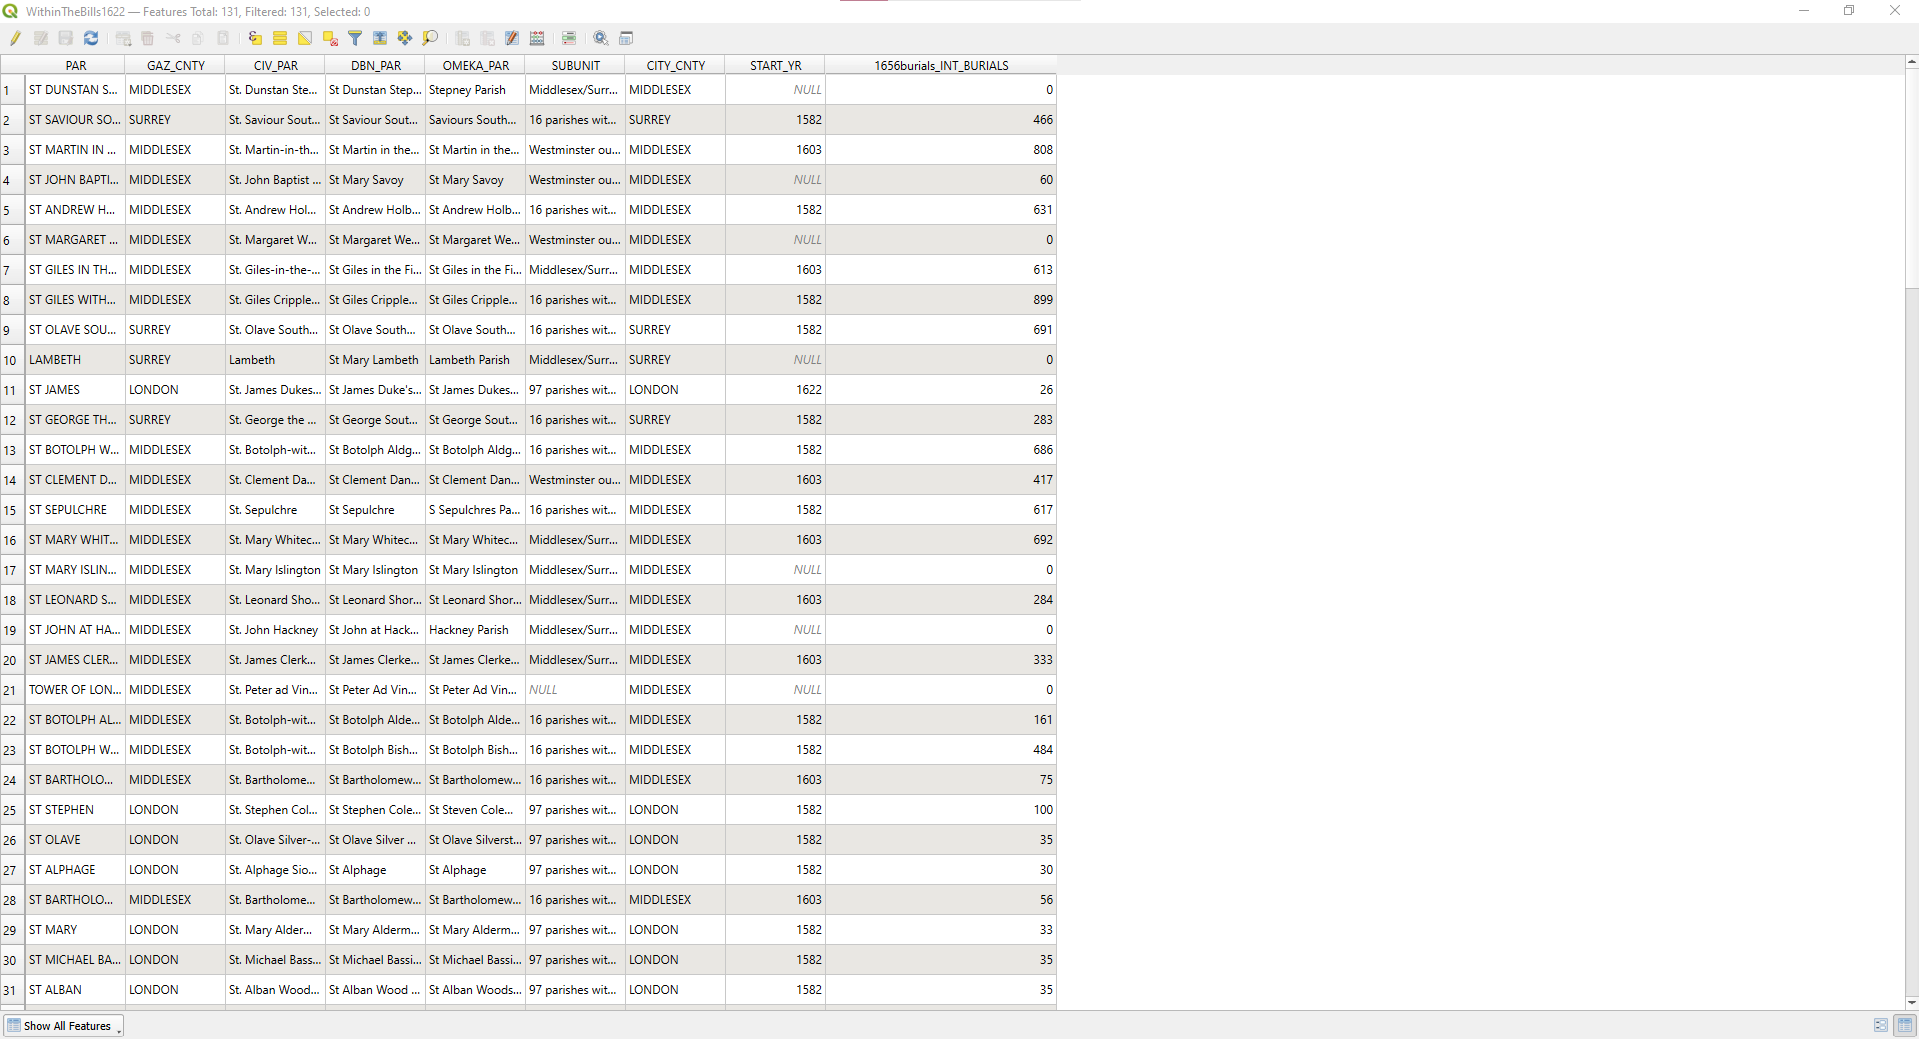 WithinTheBills1622 — Features Total: 131, Filtered: 131, Selected: 0
PAR GAZ_CNTY CIV_PAR DBN_PAR OMEKA_PAR SUBUNIT CITY_CNTY START_YR 1656burials_INT_BURIALS
1 ST DUNSTAN S... MIDDLESEX St. Dunstan Ste... St Dunstan Step... Stepney Parish Middlesex/Surr... MIDDLESEX NULL 0
2 ST SAVIOUR SO... SURREY St. Saviour Sout... St Saviour Sout... Saviours South... 16 parishes wit... SURREY 1582 466
3 ST MARTIN IN ... MIDDLESEX St. Martin-in-th... St Martin in the... St Martin in the... Westminster ou... MIDDLESEX 1603 808
4 ST JOHN BAPTI... MIDDLESEX St. John Baptist ... St Mary Savoy St Mary Savoy Westminster ou... MIDDLESEX NULL 60
5 ST ANDREW H... MIDDLESEX St. Andrew Hol... St Andrew Holb... St Andrew Holb... 16 parishes wit... MIDDLESEX 1582 631
6 ST MARGARET ... MIDDLESEX St. Margaret W... St Margaret We... St Margaret We... Westminster ou... MIDDLESEX NULL 0
7 ST GILES IN TH... MIDDLESEX St. Giles-in-the-... St Giles in the Fi... St Giles in the Fi... Middlesex/Surr... MIDDLESEX 1603 613
8 ST GILES WITH... MIDDLESEX St. Giles Cripple... St Giles Cripple... St Giles Cripple... 16 parishes wit... MIDDLESEX 1582 899
9 ST OLAVE SOU... SURREY St. Olave South... St Olave South... St Olave South... 16 parishes wit... SURREY 1582 691
10 LAMBETH SURREY Lambeth St Mary Lambeth Lambeth Parish Middlesex/Surr... SURREY NULL 0
11 ST JAMES LONDON St. James Dukes... St James Duke's... St James Dukes... 97 parishes wit... LONDON 1622 26
12 ST GEORGE TH... SURREY St. George the ... St George Sout... St George Sout... 16 parishes wit... SURREY 1582 283
13 ST BOTOLPH W... MIDDLESEX St. Botolph-wit... St Botolph Aldg... St Botolph Aldg... 16 parishes wit... MIDDLESEX 1582 686
14 ST CLEMENT D... MIDDLESEX St. Clement Da... St Clement Dan... St Clement Dan... Westminster ou... MIDDLESEX 1603 417
15 ST SEPULCHRE MIDDLESEX St. Sepulchre St Sepulchre S Sepulchres Pa... 16 parishes wit... MIDDLESEX 1582 617
16 ST MARY WHIT... MIDDLESEX St. Mary Whitec... St Mary Whitec... St Mary Whitec... Middlesex/Surr... MIDDLESEX 1603 692
17 ST MARY ISLIN... MIDDLESEX St. Mary Islington St Mary Islington St Mary Islington Middlesex/Surr... MIDDLESEX NULL 0
18 ST LEONARD S... MIDDLESEX St. Leonard Sho... St Leonard Shor... St Leonard Shor... Middlesex/Surr... MIDDLESEX 1603 284
19 ST JOHN AT HA... MIDDLESEX St. John Hackney St John at Hack... Hackney Parish Middlesex/Surr... MIDDLESEX NULL 0
20 ST JAMES CLER... MIDDLESEX St. James Clerk... St James Clerke... St James Clerke... Middlesex/Surr... MIDDLESEX 1603 333
21 TOWER OF LON... MIDDLESEX St. Peter ad Vin... St Peter Ad Vin... St Peter Ad Vin... NULL MIDDLESEX NULL 0
22 ST BOTOLPH AL... MIDDLESEX St. Botolph-wit... St Botolph Alde... St Botolph Alde... 16 parishes wit... MIDDLESEX 1582 161
23 ST BOTOLPH W... MIDDLESEX St. Botolph-wit... St Botolph Bish... St Botolph Bish... 16 parishes wit... MIDDLESEX 1582 484
24 ST BARTHOLO... MIDDLESEX St. Bartholome... St Bartholomew... St Bartholomew... 16 parishes wit... MIDDLESEX 1603 75
25 ST STEPHEN LONDON St. Stephen Col... St Stephen Cole... St Steven Cole... 97 parishes wit... LONDON 1582 100
26 ST OLAVE LONDON St. Olave Silver-... St Olave Silver ... St Olave Silverst... 97 parishes wit... LONDON 1582 35
27 ST ALPHAGE LONDON St. Alphage Sio... St Alphage St Alphage 97 parishes wit... LONDON 1582 30
28 ST BARTHOLO... MIDDLESEX St. Bartholome... St Bartholomew... St Bartholomew... 16 parishes wit... MIDDLESEX 1603 56
29 ST MARY LONDON St. Mary Alder... St Mary Alderm... St Mary Alderm... 97 parishes wit... LONDON 1582 33
30 ST MICHAEL BA... LONDON St. Michael Bass... St Michael Bassi... St Michael Bassi... 97 parishes wit... LONDON 1582 35
31 ST ALBAN LONDON St. Alban Wood... St Alban Wood ... St Alban Woods... 97 parishes wit... LONDON 1582 35
Show All Features